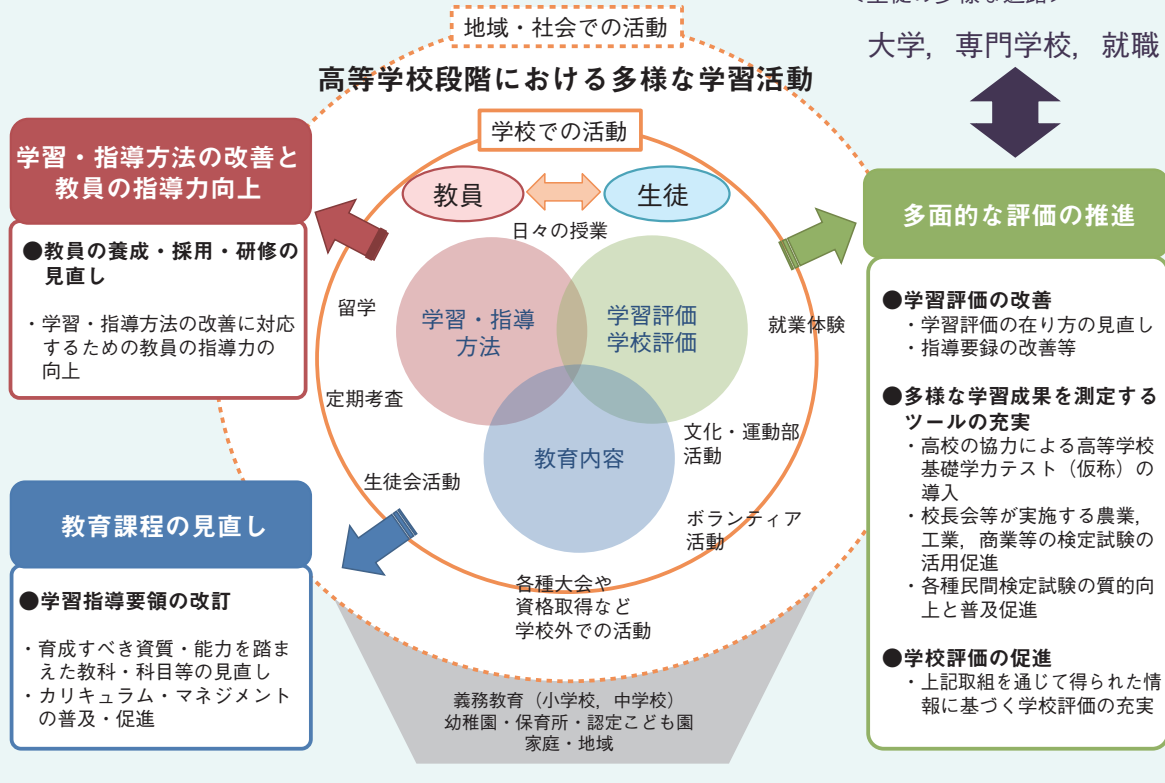 地域・社会での活動
大学，専門学校，就職
高等学校段階における多様な学習活動
学校での活動
学習・指導方法の改善と
教員の指導力向上
●教員の養成・採用・研修の
見直し
・学習・指導方法の改善に対応
するための教員の指導力の
向上
教員
生徒
日々の授業
学習・指導
方法
学習評価
学校評価
教育内容
留学
定期考査
生徒会活動
就業体験
文化・運動部
活動
ボランティア
活動
各種大会や
資格取得など
学校外での活動
教育課程の見直し
●学習指導要領の改訂
・育成すべき資質・能力を踏ま
えた教科・科目等の見直し
・カリキュラム・マネジメント
の普及・促進
多面的な評価の推進
●学習評価の改善
・学習評価の在り方の見直し
・指導要録の改善等
●多様な学習成果を測定する
ツールの充実
・高校の協力による高等学校
基礎学力テスト（仮称）の
導入
・校長会等が実施する農業，
工業，商業等の検定試験の
活用促進
・各種民間検定試験の質的向
上と普及促進
●学校評価の促進
・上記取組を通じて得られた情
報に基づく学校評価の充実
義務教育（小学校，中学校）
幼稚園・保育所・認定こども園
家庭・地域